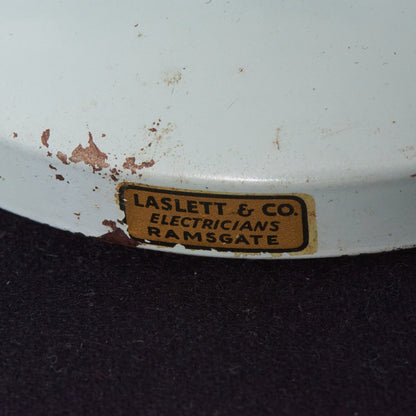 LASLETT & CO.
ELECTRICIANS
RAMSGATE